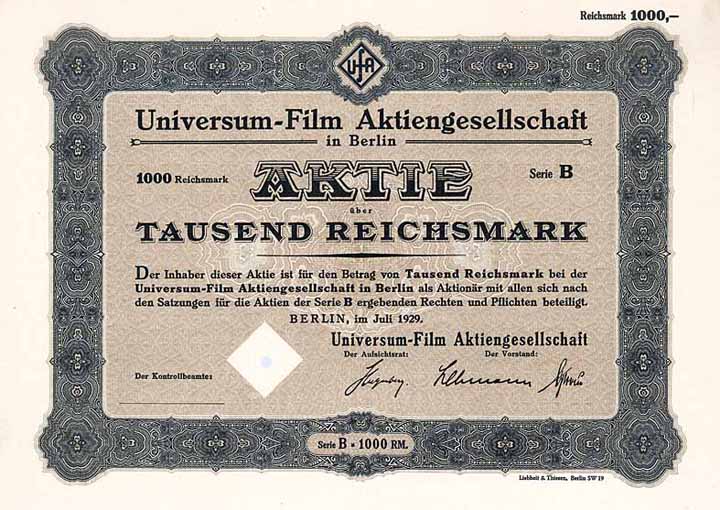 Reichsmark 1000,—
UFA
Universum-Film Aktiengesellschaft
in Berlin
1000 Reichsmark
AKTIE
Serie B
über
TAUSEND REICHSMARK
Der Inhaber dieser Aktie ist für den Betrag von Tausend Reichsmark bei der
Universum-Film Aktiengesellschaft in Berlin als Aktionär mit allen sich nach
den Satzungen für die Aktien der Serie B ergebenden Rechten und Pflichten beteiligt.
BERLIN, im Juli 1929.
Universum-Film Aktiengesellschaft
Der Aufsichtsrat: Der Vorstand:
Der Kontrollbeamte:
Hugenberg Lehmann
Serie B * 1000 RM.
Liebheit & Thiesen, Berlin SW 19